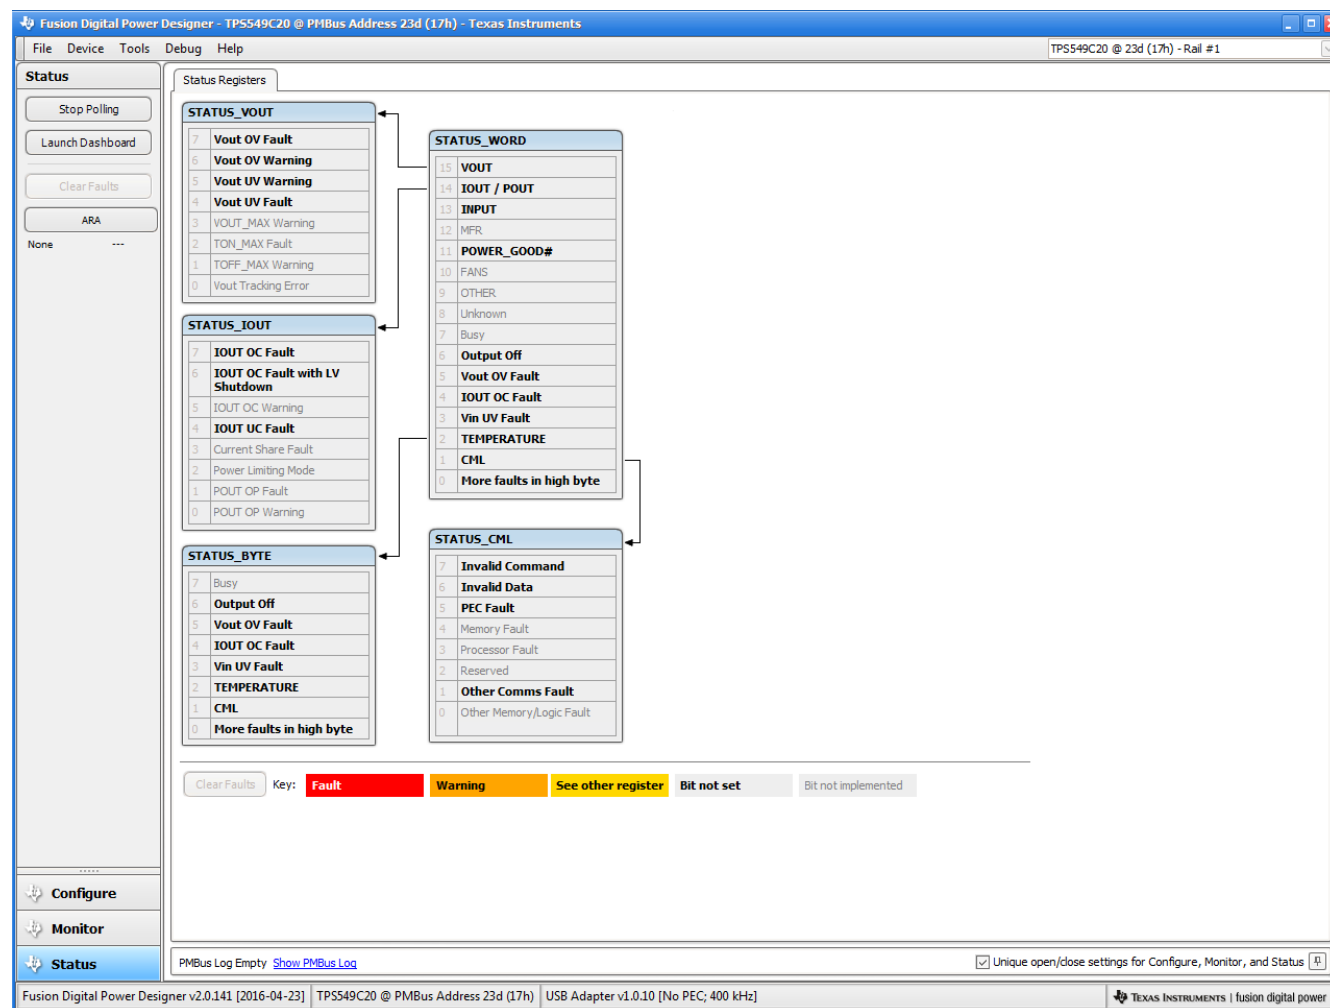 Fusion Digital Power Designer - TPS549C20 @ PMBus Address 23d (17h) - Texas Instruments
File Device Tools Debug Help
TPS549C20 @ 23d (17h) - Rail #1
Status
Stop Polling
Launch Dashboard
Clear Faults
ARA
None ---
Status Registers
STATUS_VOUT
7 Vout OV Fault
6 Vout OV Warning
5 Vout UV Warning
4 Vout UV Fault
3 VOUT_MAX Warning
2 TON_MAX Fault
1 TOFF_MAX Warning
0 Vout Tracking Error
STATUS_IOUT
7 IOUT OC Fault
6 IOUT OC Fault with LV
Shutdown
5 IOUT OC Warning
4 IOUT UC Fault
3 Current Share Fault
2 Power Limiting Mode
1 POUT OP Fault
0 POUT OP Warning
STATUS_BYTE
7 Busy
6 Output Off
5 Vout OV Fault
4 IOUT OC Fault
3 Vin UV Fault
2 TEMPERATURE
1 CML
0 More faults in high byte
STATUS_WORD
15 VOUT
14 IOUT / POUT
13 INPUT
12 MFR
11 POWER_GOOD#
10 FANS
9 OTHER
8 Unknown
7 Busy
6 Output Off
5 Vout OV Fault
4 IOUT OC Fault
3 Vin UV Fault
2 TEMPERATURE
1 CML
0 More faults in high byte
STATUS_CML
7 Invalid Command
6 Invalid Data
5 PEC Fault
4 Memory Fault
3 Processor Fault
2 Reserved
1 Other Comms Fault
0 Other Memory/Logic Fault
Clear Faults Key: Fault Warning See other register Bit not set Bit not implemented
Configure
Monitor
Status
PMBus Log Empty Show PMBus Log
Unique open/close settings for Configure, Monitor, and Status
Fusion Digital Power Designer v2.0.141 [2016-04-23] TPS549C20 @ PMBus Address 23d (17h) USB Adapter v1.0.10 [No PEC; 400 kHz] TEXAS INSTRUMENTS | fusion digital power